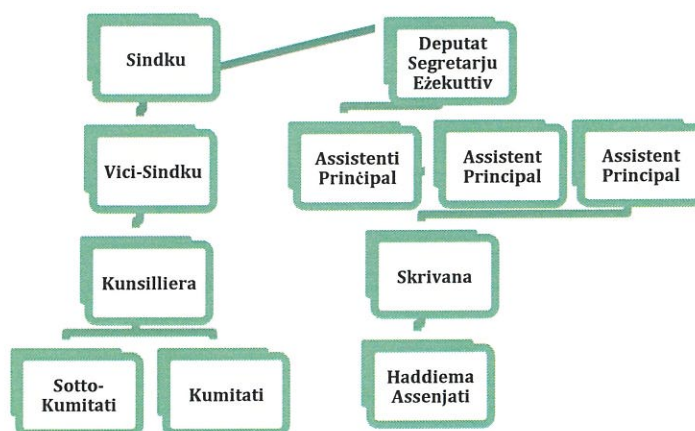 Sindku
Deputat
Segretarju
Eżekuttiv
Vici-Sindku
Assistenti
Prinċipal
Assistent
Principal
Assistent
Principal
Kunsilliera
Skrivana
Sotto-
Kumitati
Kumitati
Haddiema
Assenjati